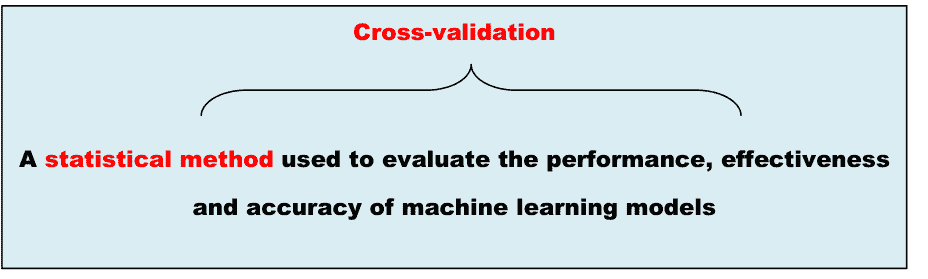 Cross-validation
A statistical method used to evaluate the performance, effectiveness
and accuracy of machine learning models